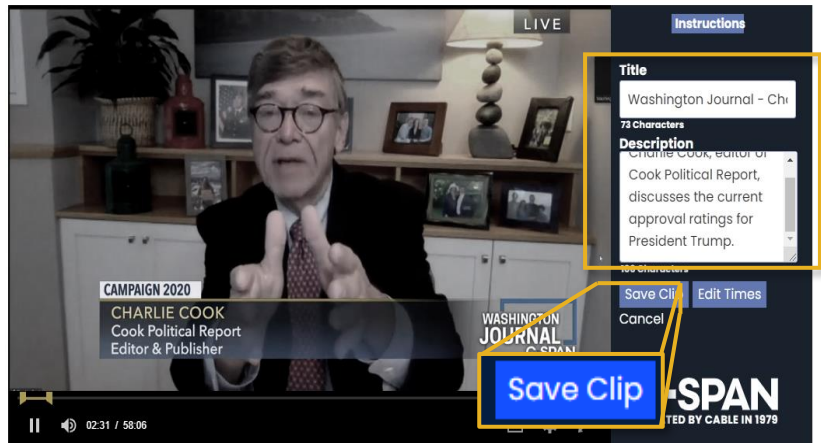 LIVE
Instructions
Title
Washington Journal - Ch
73 Characters
Description
Charlie Cook, editor of
Cook Political Report,
discusses the current
approval ratings for
President Trump.
Characters
Save Clip Edit Times
Cancel
CAMPAIGN 2020
CHARLIE COOK
Cook Political Report
Editor & Publisher
WASHINGTON
JOURNAL
C-SPAN
Save Clip
-SPAN
TED BY CABLE IN 1979
02:31 / 58:06